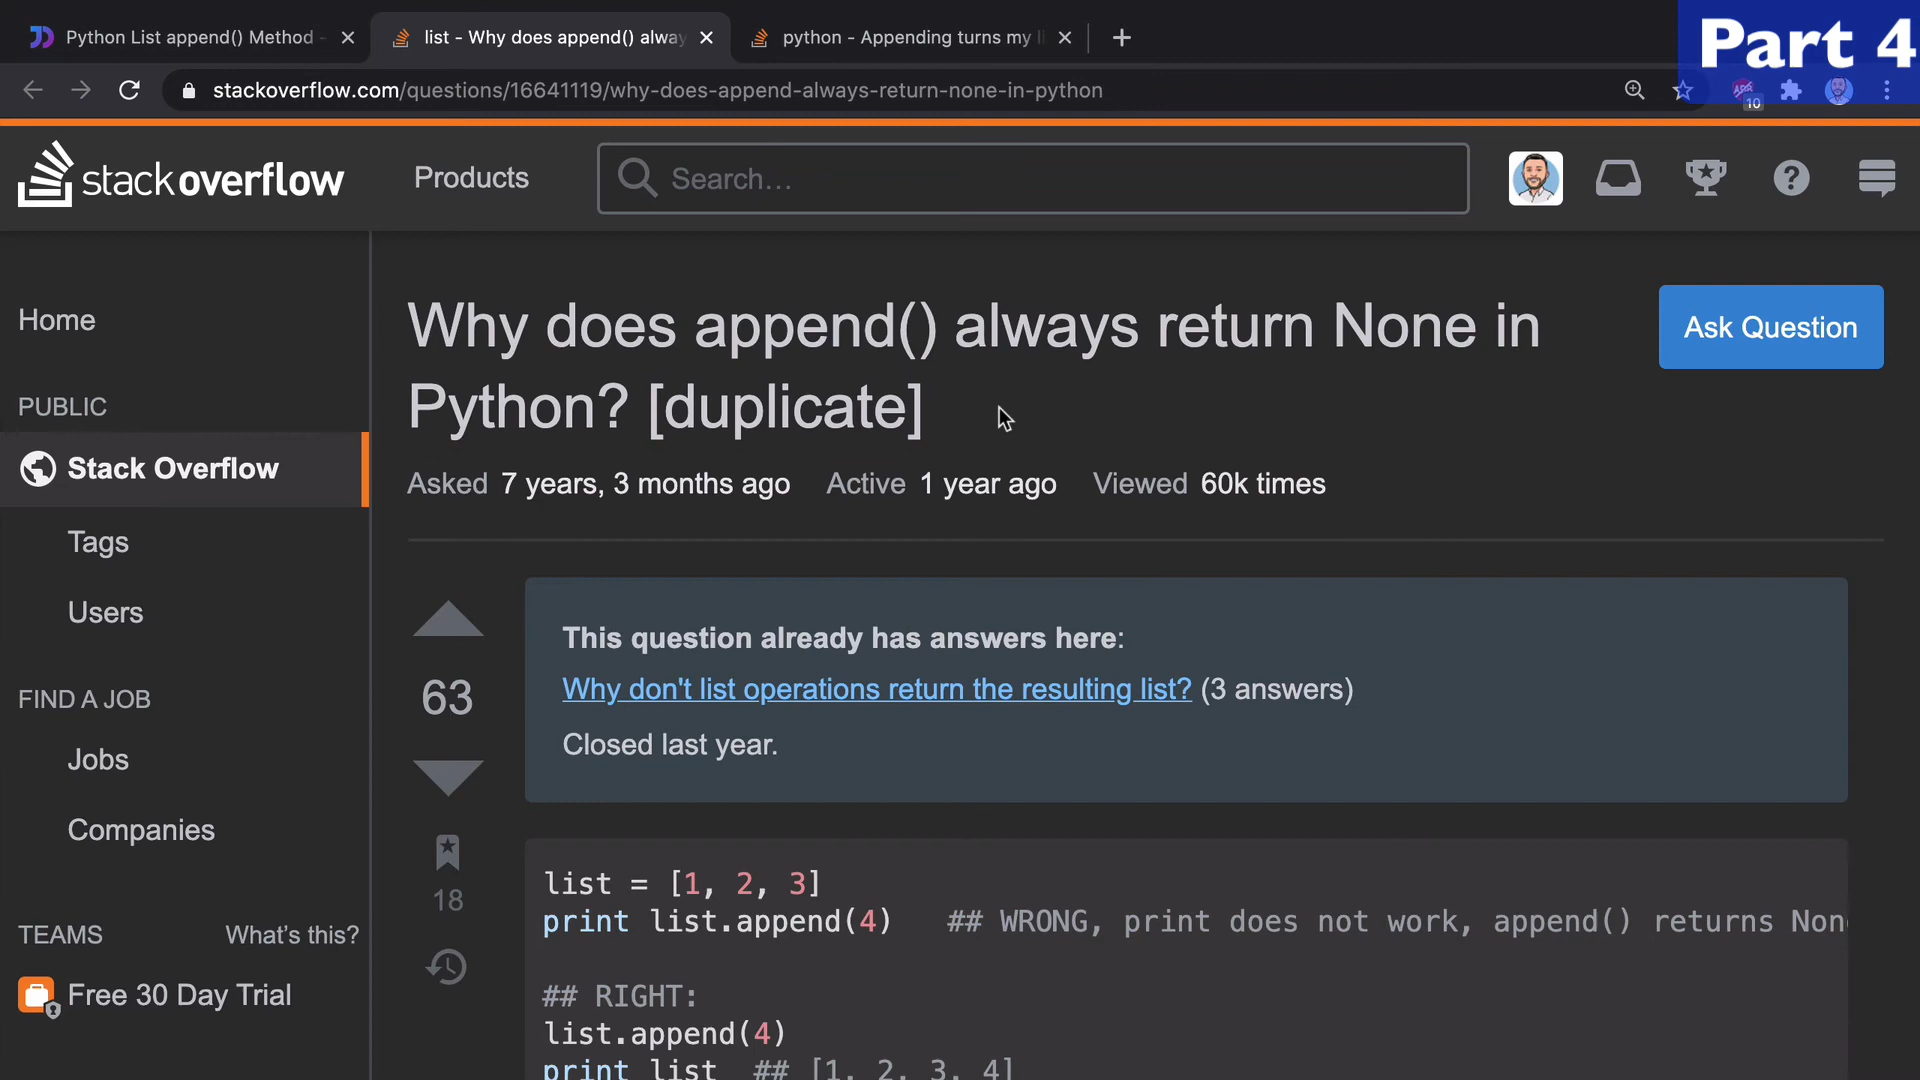 Python List append() Method -
list - Why does append() alway
python - Appending turns my li
Part 4
stackoverflow.com/questions/16641119/why-does-append-always-return-none-in-python
10
stackoverflow
Products
Search...
Home
PUBLIC
Stack Overflow
Tags
Users
FIND A JOB
Jobs
Companies
TEAMS
What's this?
Free 30 Day Trial
Why does append() always return None in
Python? [duplicate]
Ask Question
Asked 7 years, 3 months ago Active 1 year ago Viewed 60k times
63
18
This question already has answers here:
Why don't list operations return the resulting list? (3 answers)
Closed last year.
list = [1, 2, 3]
print list.append(4)   ## WRONG, print does not work, append() returns Non
## RIGHT:
list.append(4)
print list  ## [1, 2, 3, 4]